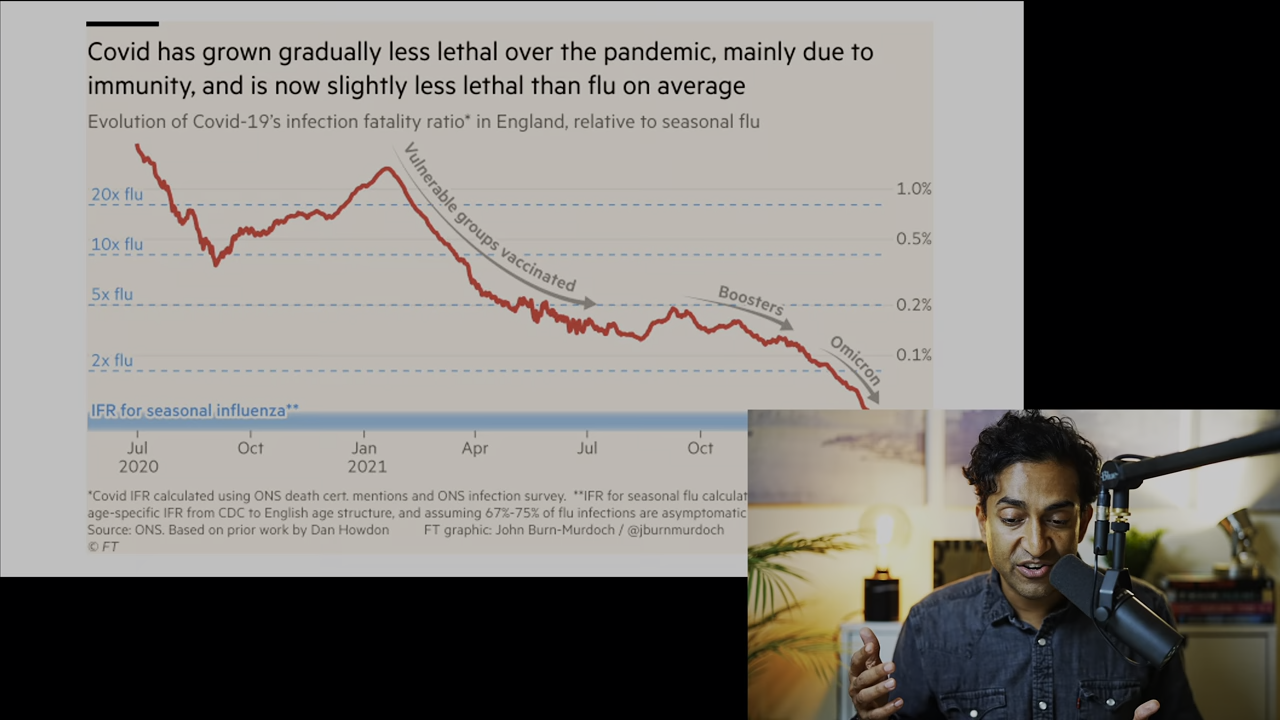 Covid has grown gradually less lethal over the pandemic, mainly due to
immunity, and is now slightly less lethal than flu on average
Evolution of Covid-19's infection fatality ratio* in England, relative to seasonal flu
Vulnerable groups vaccinated
20x flu
1.0%
10x flu
0.5%
5x flu
Boosters
0.2%
2x flu
Omicron
0.1%
IFR for seasonal influenza**
Jul Oct Jan Apr Jul Oct
2020 2021
*Covid IFR calculated using ONS death cert. mentions and ONS infection survey. **IFR for seasonal flu
age-specific IFR from CDC to English age structure, and assuming 67%-75% of flu infections are asymptomatic
Source: ONS. Based on prior work by Dan Howdon FT graphic: John Burn-Murdoch / @jburnmurdoch
© FT